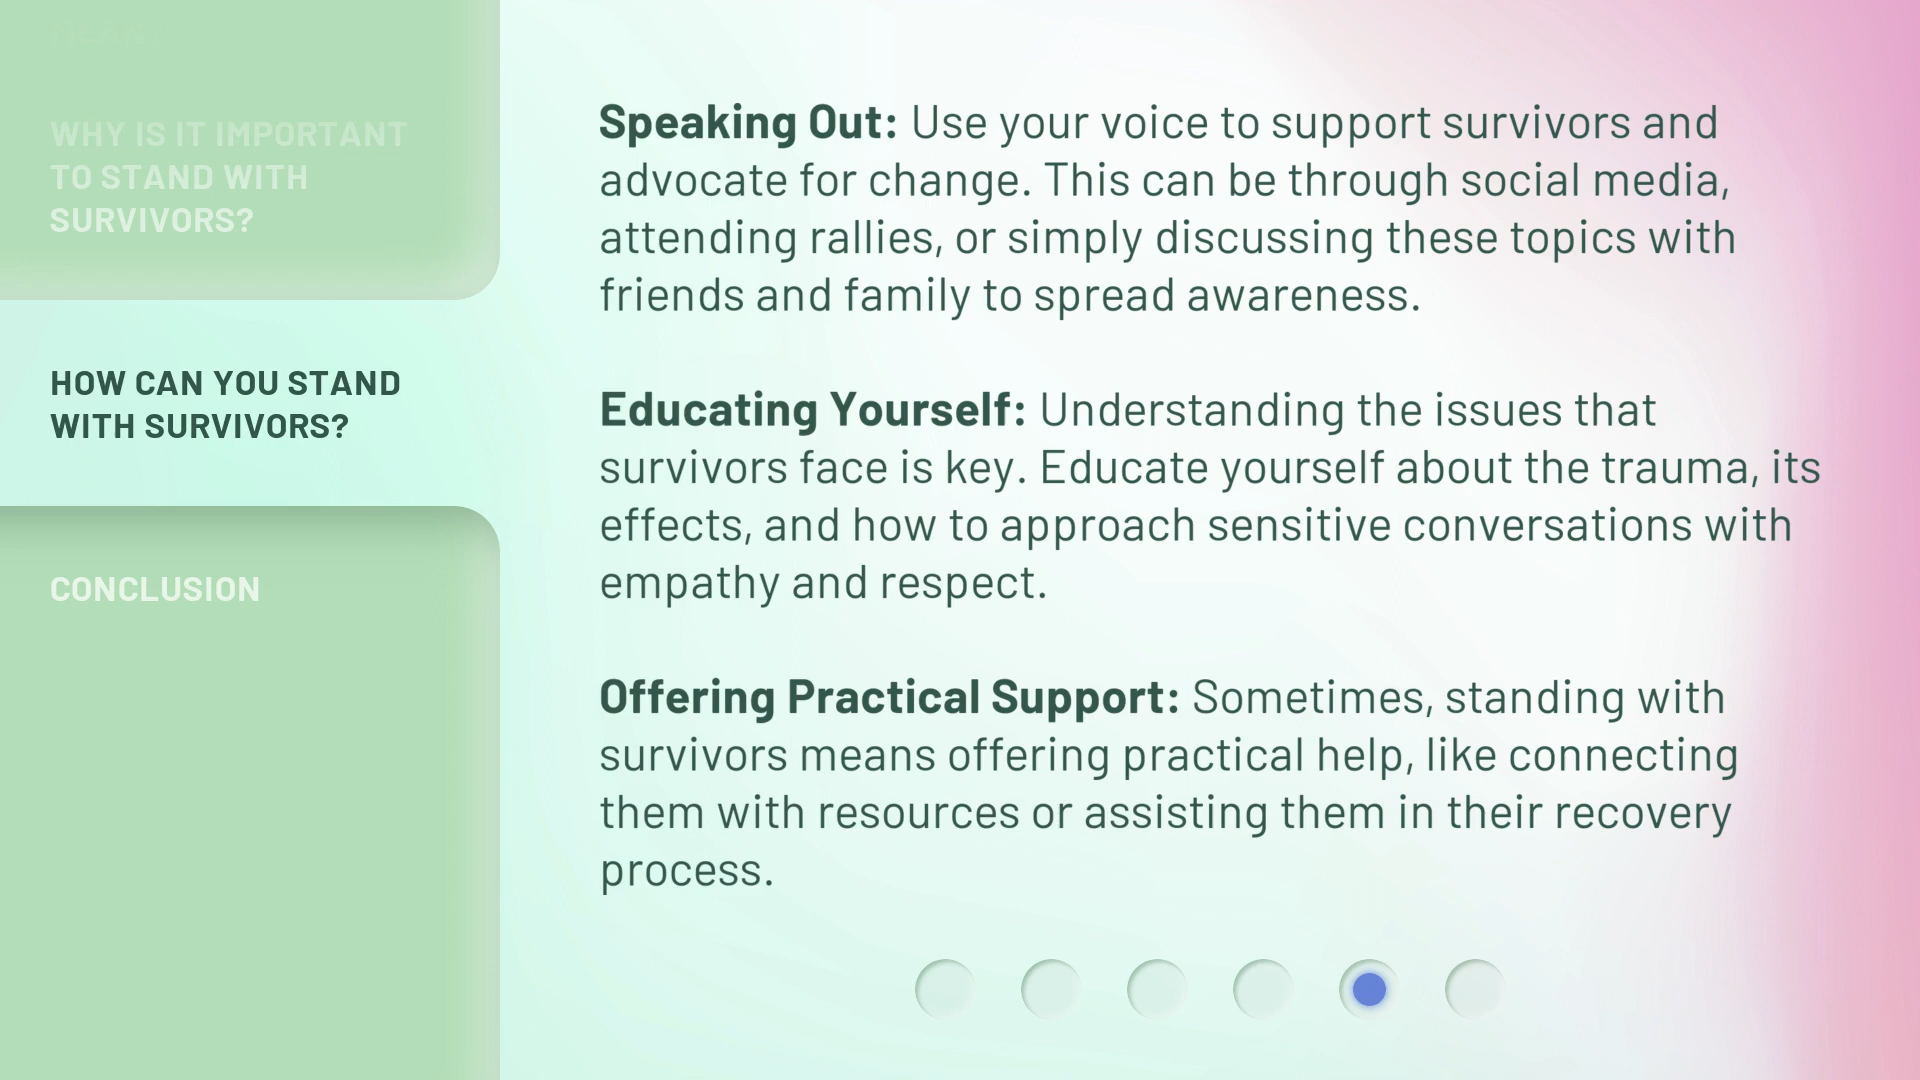 WHY IS IT IMPORTANT
TO STAND WITH
SURVIVORS?
HOW CAN YOU STAND
WITH SURVIVORS?
CONCLUSION
Speaking Out: Use your voice to support survivors and
advocate for change. This can be through social media,
attending rallies, or simply discussing these topics with
friends and family to spread awareness.
Educating Yourself: Understanding the issues that
survivors face is key. Educate yourself about the trauma, its
effects, and how to approach sensitive conversations with
empathy and respect.
Offering Practical Support: Sometimes, standing with
survivors means offering practical help, like connecting
them with resources or assisting them in their recovery
process.